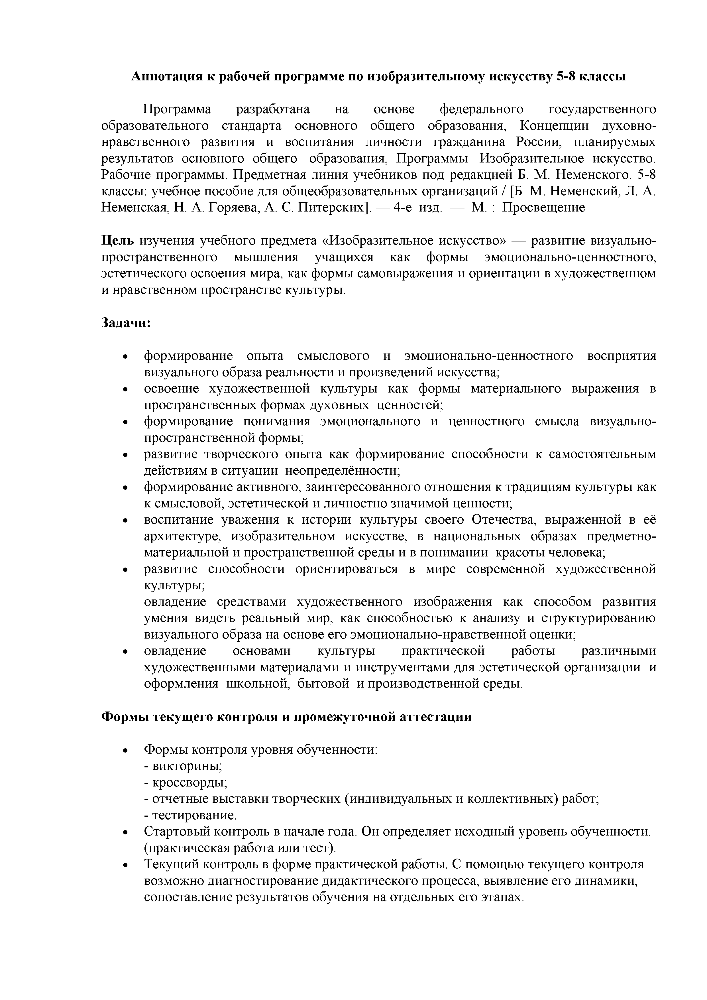 Аннотация к рабочей программе по изобразительному искусству 5-8 классы
Программа разработана на основе федерального государственного
образовательного стандарта основного общего образования, Концепции духовно-
нравственного развития и воспитания личности гражданина России, планируемых
результатов основного общего образования, Программы Изобразительное искусство.
Рабочие программы. Предметная линия учебников под редакцией Б. М. Неменского. 5-8
классы: учебное пособие для общеобразовательных организаций / [Б. М. Неменский, Л. А.
Неменская, Н. А. Горяева, А. С. Питерских]. — 4-е изд. — М. : Просвещение
Цель изучения учебного предмета «Изобразительное искусство» — развитие визуально-
пространственного мышления учащихся как формы эмоционально-ценностного,
эстетического освоения мира, как формы самовыражения и ориентации в художественном
и нравственном пространстве культуры.
Задачи:
• формирование опыта смыслового и эмоционально-ценностного восприятия
визуального образа реальности и произведений искусства;
• освоение художественной культуры как формы материального выражения в
пространственных формах духовных ценностей;
• формирование понимания эмоционального и ценностного смысла визуально-
пространственной формы;
• развитие творческого опыта как формирование способности к самостоятельным
действиям в ситуации неопределённости;
• формирование активного, заинтересованного отношения к традициям культуры как
к смысловой, эстетической и личностно значимой ценности;
• воспитание уважения к истории культуры своего Отечества, выраженной в её
архитектуре, изобразительном искусстве, в национальных образах предметно-
материальной и пространственной среды и в понимании красоты человека;
• развитие способности ориентироваться в мире современной художественной
культуры;
овладение средствами художественного изображения как способом развития
умения видеть реальный мир, как способностью к анализу и структурированию
визуального образа на основе его эмоционально-нравственной оценки;
• овладение основами культуры практической работы различными
художественными материалами и инструментами для эстетической организации и
оформления школьной, бытовой и производственной среды.
Формы текущего контроля и промежуточной аттестации
• Формы контроля уровня обученности:
- викторины;
- кроссворды;
- отчетные выставки творческих (индивидуальных и коллективных) работ;
- тестирование.
• Стартовый контроль в начале года. Он определяет исходный уровень обученности.
(практическая работа или тест).
• Текущий контроль в форме практической работы. С помощью текущего контроля
возможно диагностирование дидактического процесса, выявление его динамики,
сопоставление результатов обучения на отдельных его этапах.